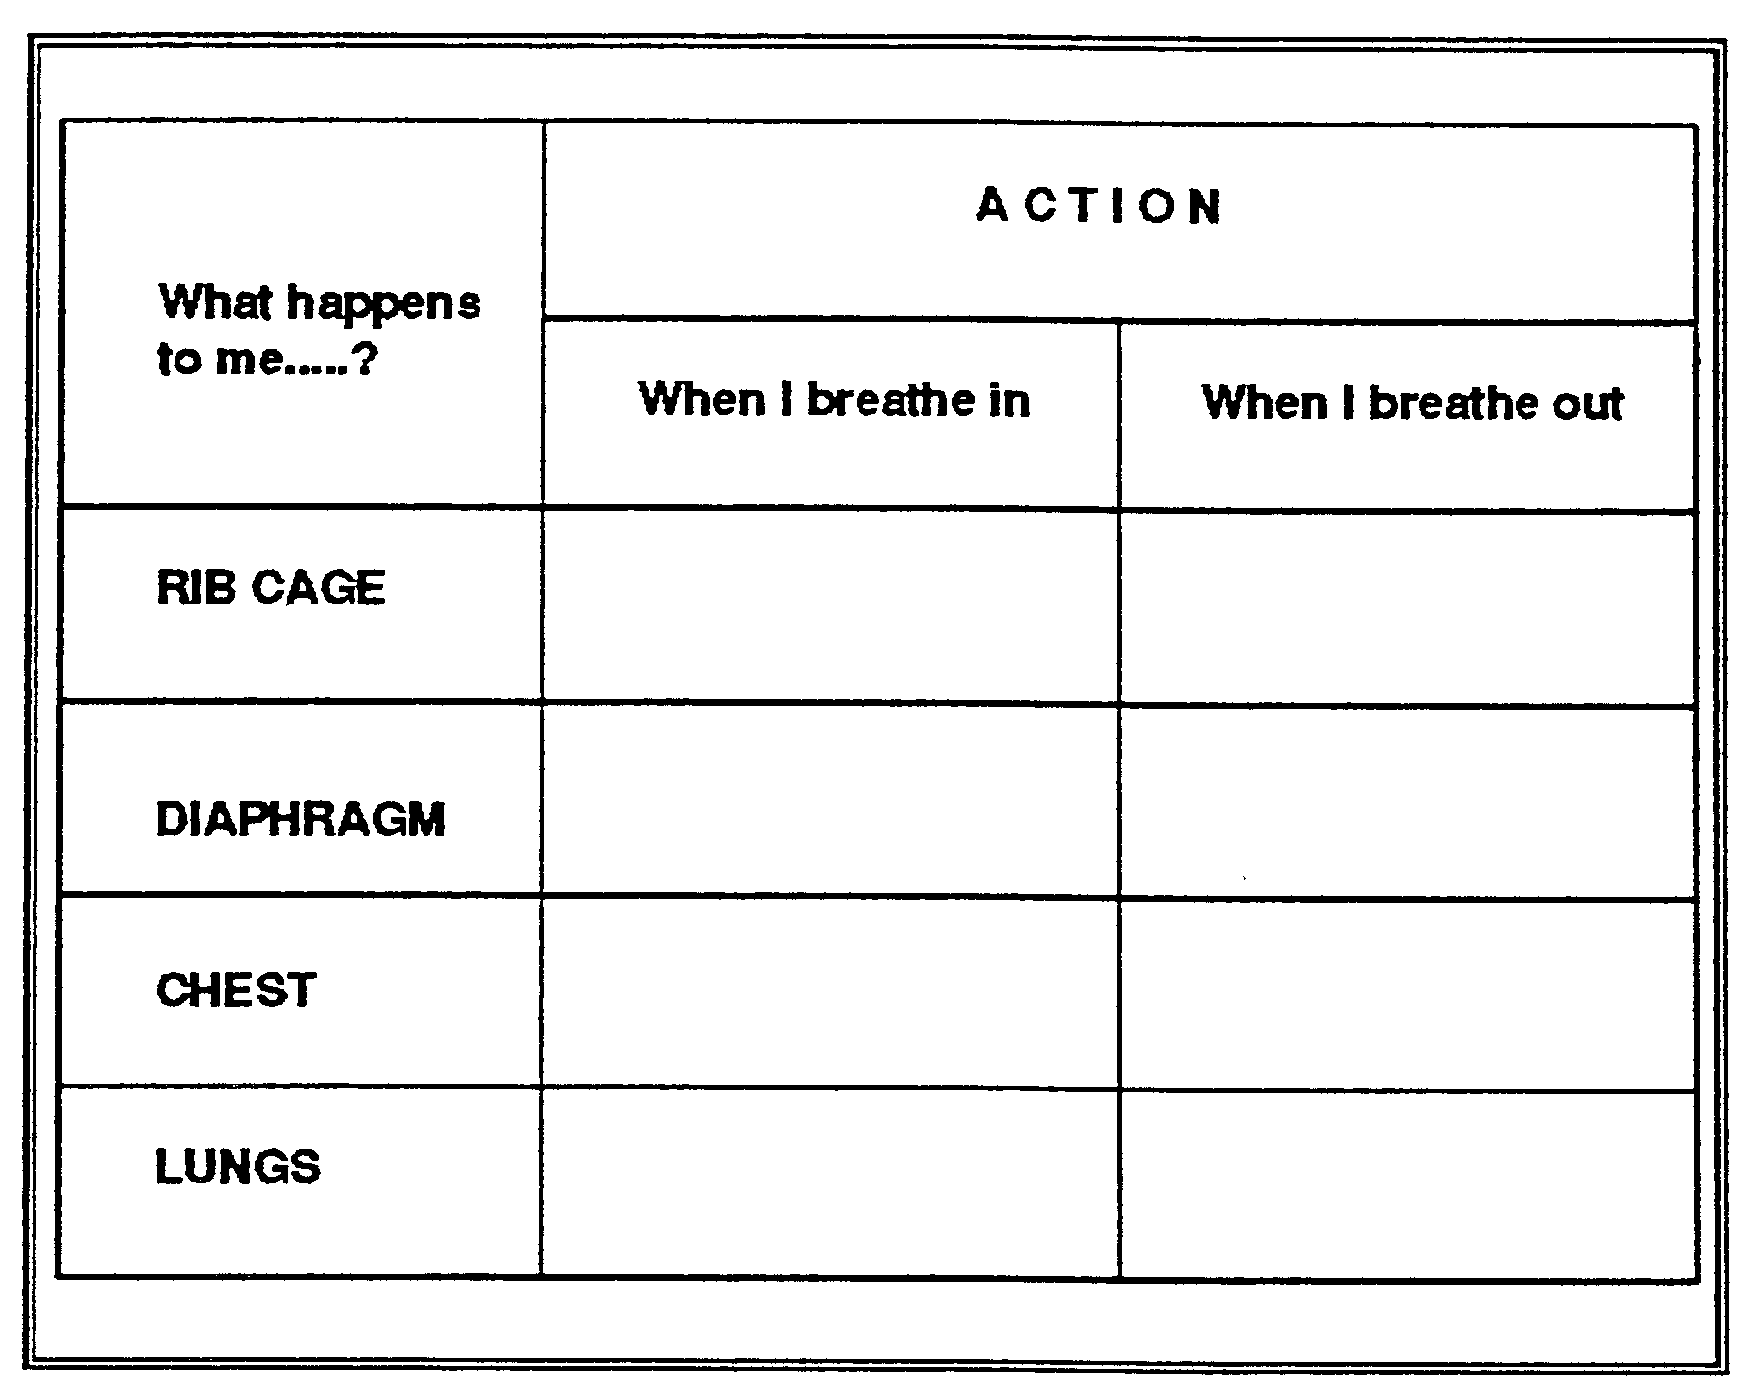 ACTION
What happens
to me.....?
When I breathe in
When I breathe out
RIB CAGE
DIAPHRAGM
CHEST
LUNGS